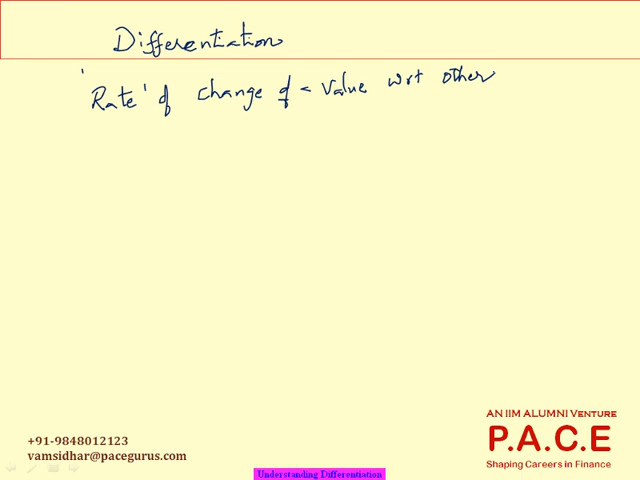 Differentiation
'Rate' of change of a value wrt other
AN IIM ALUMNI VENTURE
P.A.C.E
Shaping Careers in Finance
+91-9848012123
vamsidhar@pacegurus.com
Understanding Differentiation